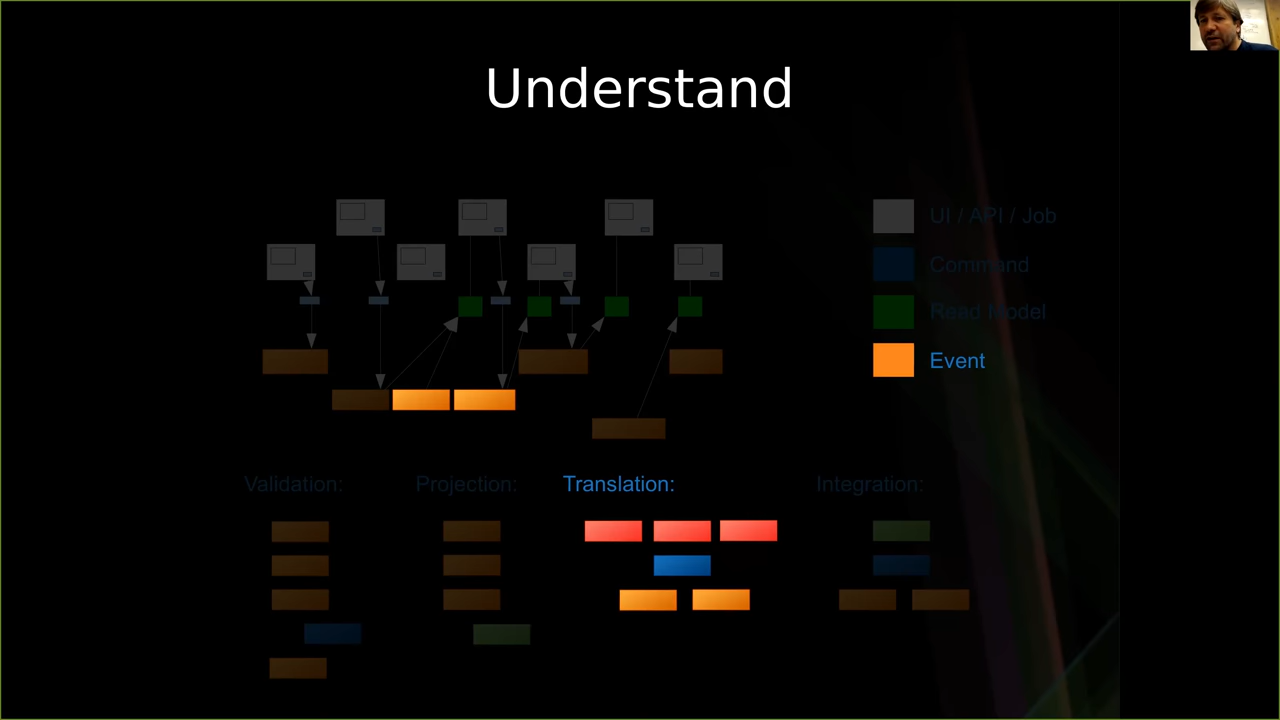 Understand
UI / API / Job
Command
Read Model
Event
Validation:
Projection:
Translation:
Integration: